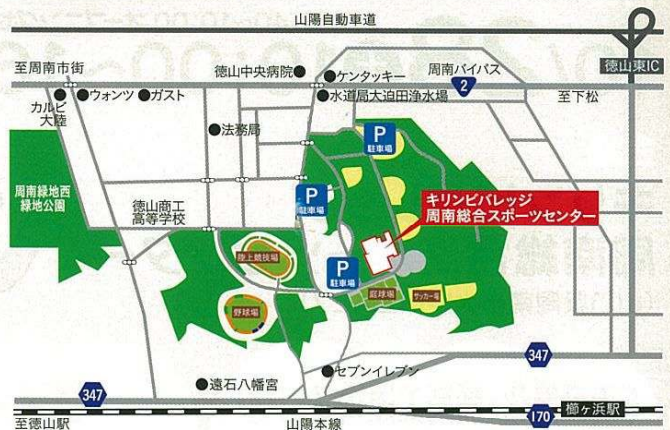 山陽自動車道
至周南市街
徳山中央病院
ケンタッキー
周南バイパス
2
徳山東IC
カルビ
大陸
ウォンツ
ガスト
水道局大迫田浄水場
至下松
法務局
P
駐車場
周南緑地西
緑地公園
徳山商工
高等学校
P
駐車場
キリンビバレッジ
周南総合スポーツセンター
陸上競技場
P
駐車場
庭球場
サッカー場
野球場
347
セブンイレブン
遠石八幡宮
347
170
櫛ヶ浜駅
至徳山駅
山陽本線